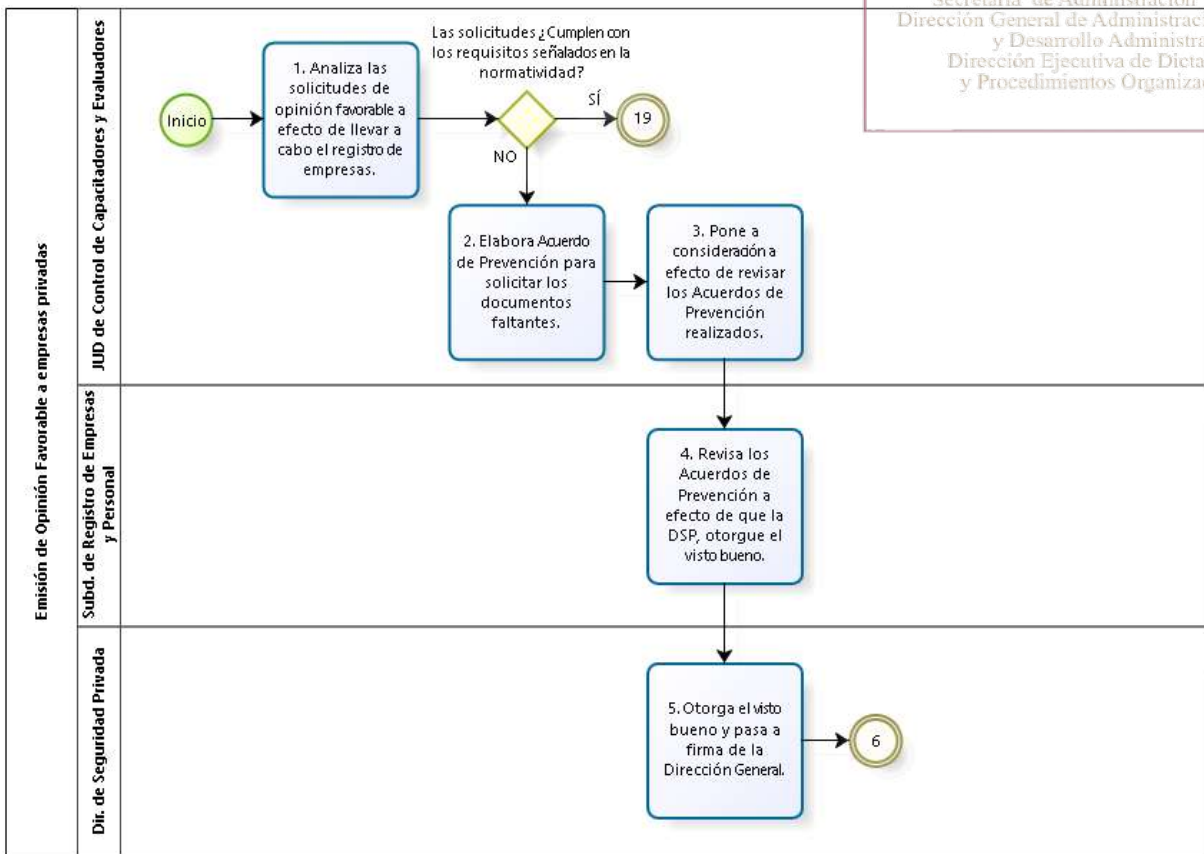 Secretaría de Administración
Dirección General de
y Desarrollo
Dirección Ejecutiva de
y Procedimientos
Emisión de Opinión Favorable a empresas privadas
JUD de Control de Capacitadores y Evaluadores
Inicio
1. Analiza las
solicitudes de
opinión favorable a
efecto de llevar a
cabo el registro de
empresas.
Las solicitudes ¿Cumplen con
los requisitos señalados en la
normatividad?
SÍ
19
NO
2. Elabora Acuerdo
de Prevención para
solicitar los
documentos
faltantes.
3. Pone a
consideración a
efecto de revisar
los Acuerdos de
Prevención
realizados.
Subd. de Registro de Empresas
y Personal
4. Revisa los
Acuerdos de
Prevención a
efecto de que la
DSP, otorgue el
visto bueno.
Dir. de Seguridad Privada
5. Otorga el visto
bueno y pasa a
firma de la
Dirección General.
6